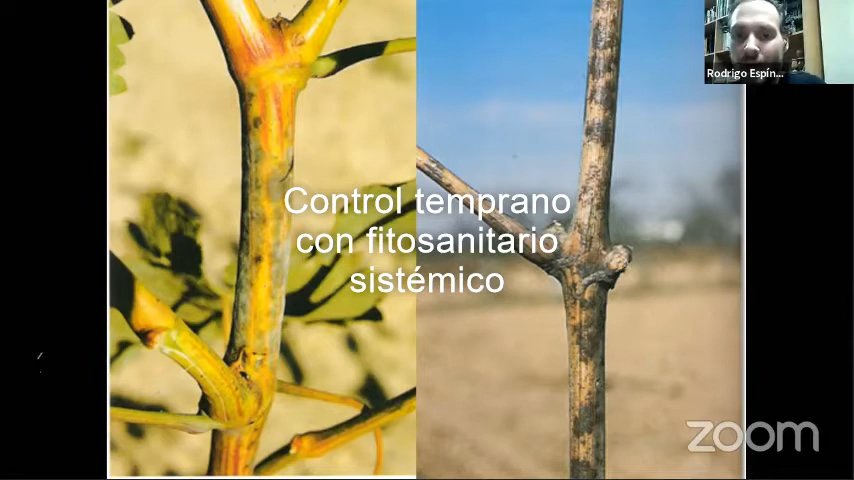 Rodrigo Espín...
Control temprano
con fitosanitario
sistémico
zoom